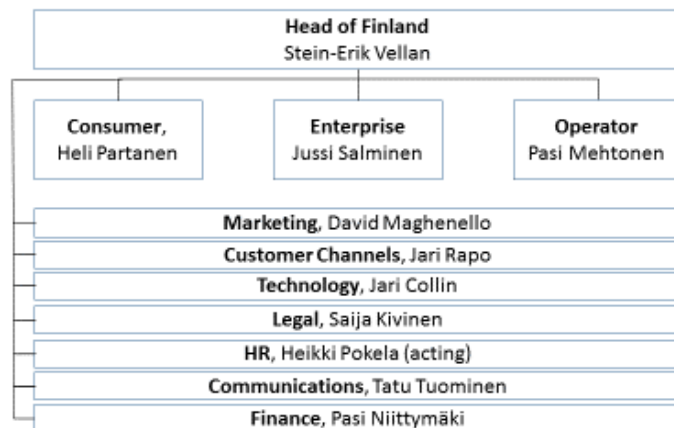 Head of Finland
Stein-Erik Vellan
Consumer,
Heli Partanen
Enterprise
Jussi Salminen
Operator
Pasi Mehtonen
Marketing, David Maghenello
Customer Channels, Jari Rapo
Technology, Jari Collin
Legal, Saija Kivinen
HR, Heikki Pokela (acting)
Communications, Tatu Tuominen
Finance, Pasi Niittymäki